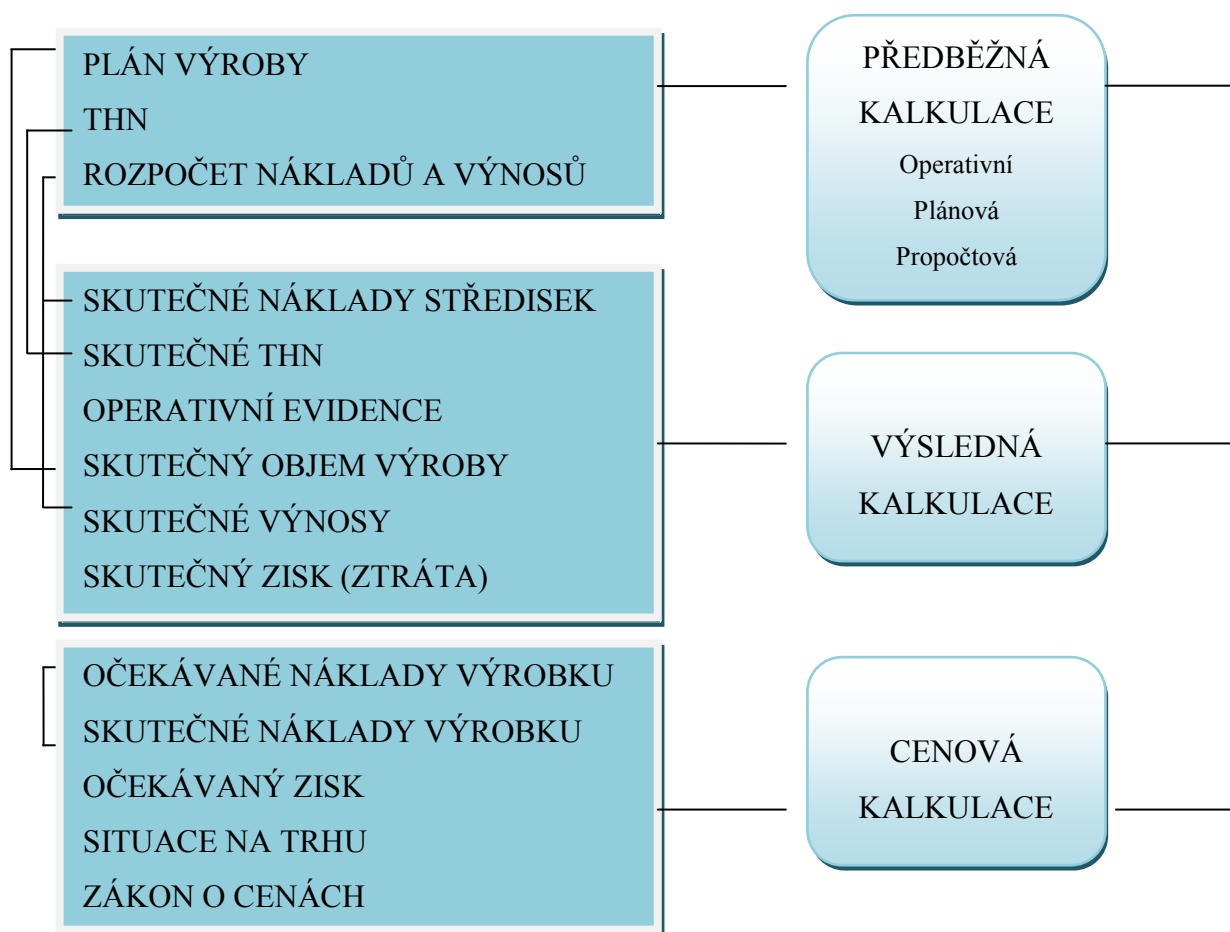 PLÁN VÝROBY
THN
ROZPOČET NÁKLADŮ A VÝNOSŮ
PŘEDBĚŽNÁ
KALKULACE
Operativní
Plánová
Propočtová
SKUTEČNÉ NÁKLADY STŘEDISEK
SKUTEČNÉ THN
OPERATIVNÍ EVIDENCE
SKUTEČNÝ OBJEM VÝROBY
SKUTEČNÉ VÝNOSY
SKUTEČNÝ ZISK (ZTRÁTA)
VÝSLEDNÁ
KALKULACE
OČEKÁVANÉ NÁKLADY VÝROBKU
SKUTEČNÉ NÁKLADY VÝROBKU
OČEKÁVANÝ ZISK
SITUACE NA TRHU
ZÁKON O CENÁCH
CENOVÁ
KALKULACE